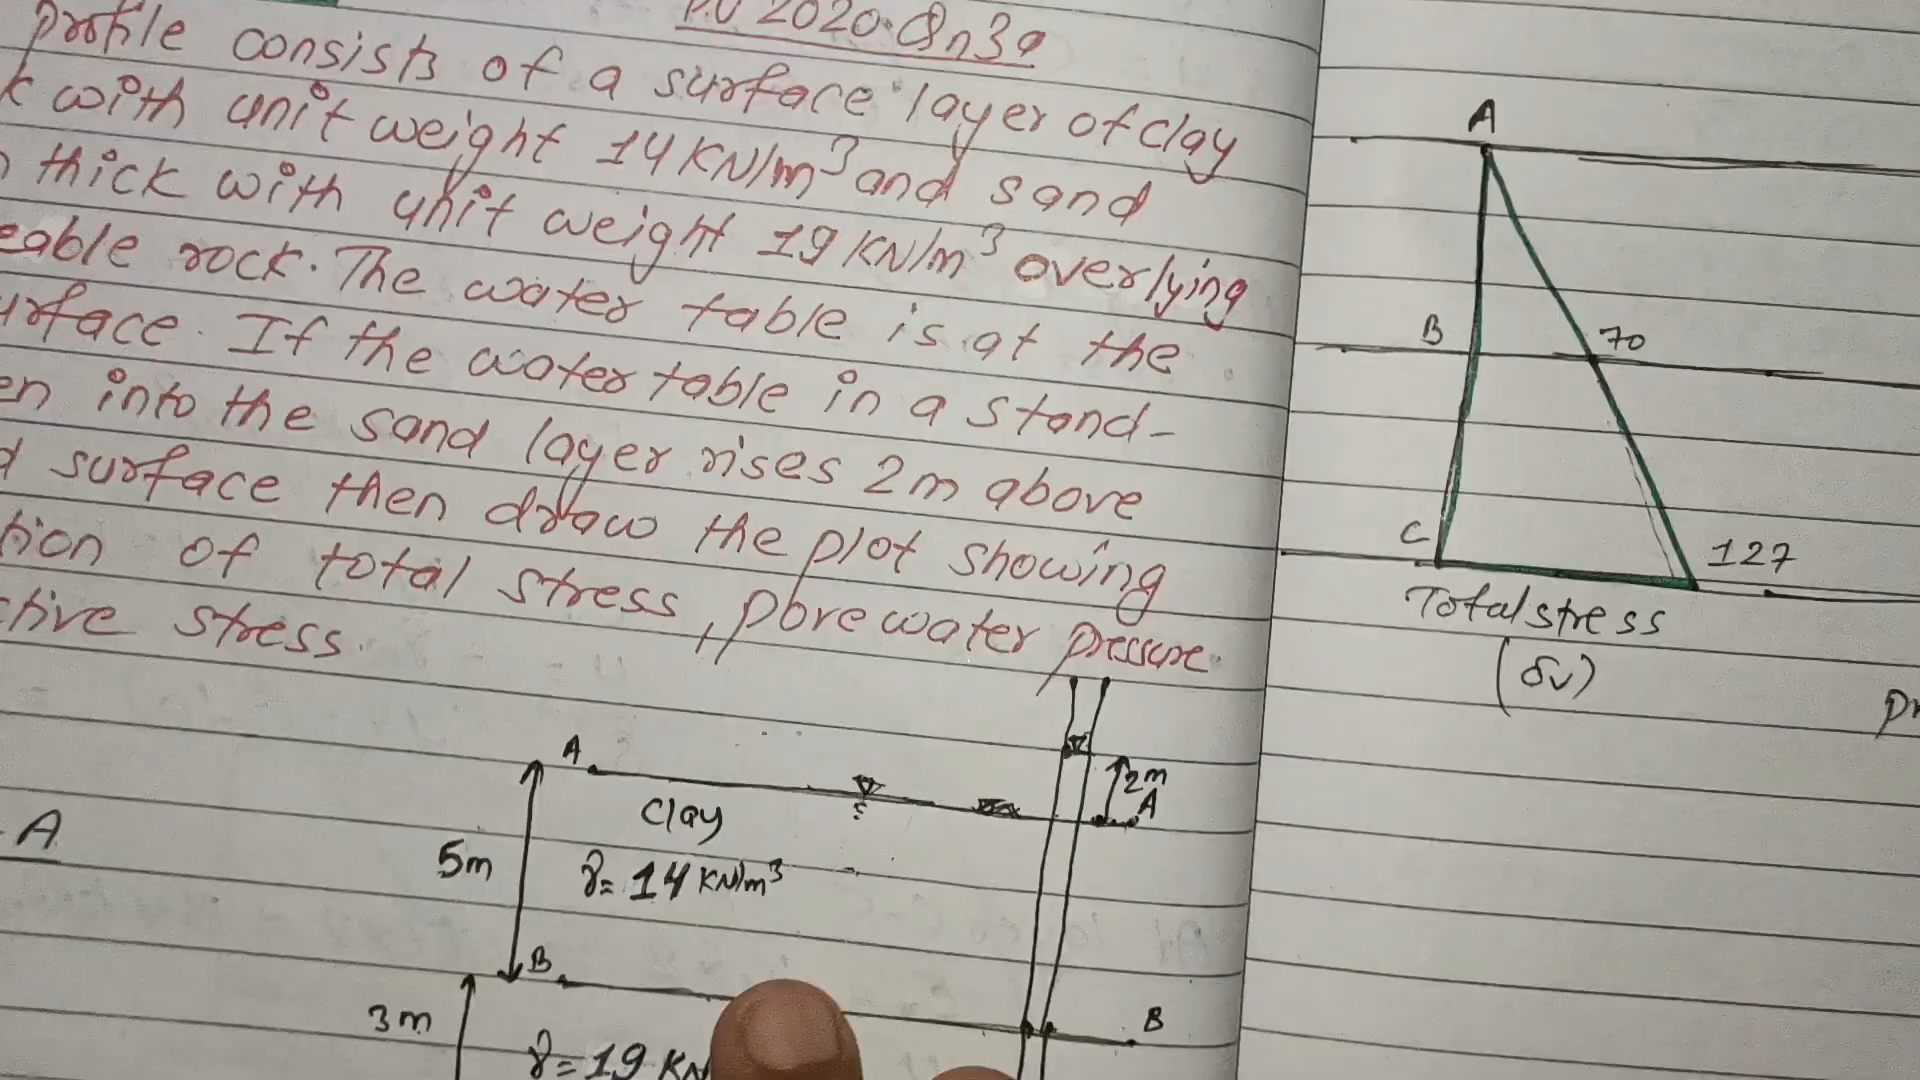 P.U 2020. Qn3a
profile consists of a surface layer of clay
k with unit weight 14 KN/m³ and sand
thick with unit weight 19 KN/m³ overlying
eable rock. The water table is at the
urface. If the water table in a stand-
en into the sand layer rises 2m above
d surface then draw the plot showing
tion of total stress, pore water pressure
ctive stress.
A
Clay
2m
A
A
5m
γ = 14 KN/m³
B
3m
B
γ = 19 KN
A
B
70
C
127
Total stress
(δv)
Pr